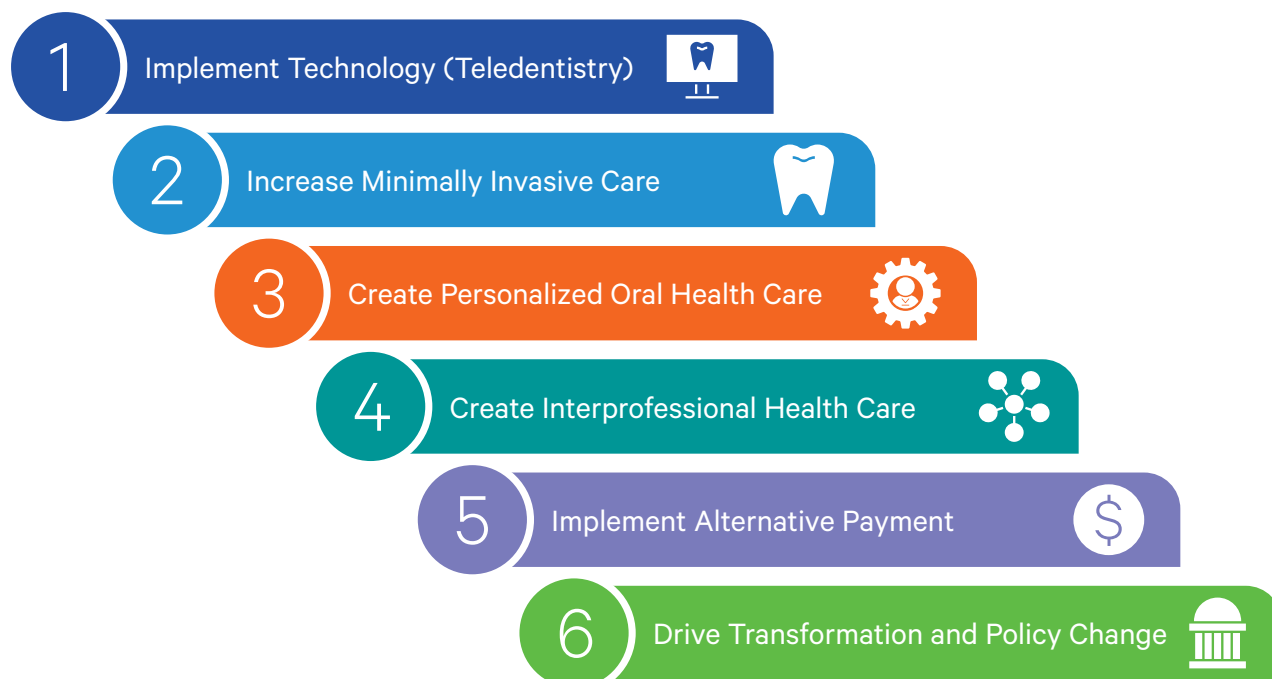 1
Implement Technology (Teledentistry)
2
Increase Minimally Invasive Care
3
Create Personalized Oral Health Care
4
Create Interprofessional Health Care
5
Implement Alternative Payment
$
6
Drive Transformation and Policy Change